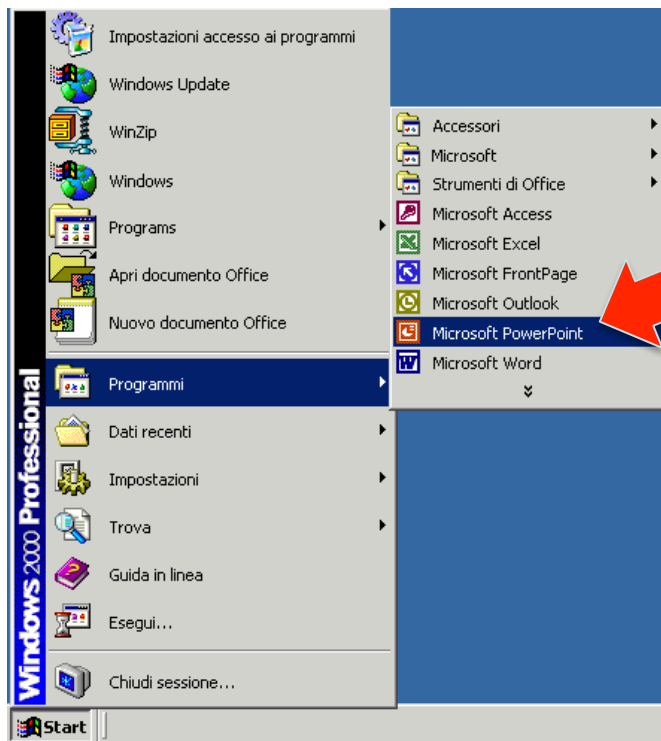 Impostazioni accesso ai programmi
Windows Update
WinZip
Windows
Programs
Apri documento Office
Nuovo documento Office
Programmi
Dati recenti
Impostazioni
Trova
Guida in linea
Esegui...
Chiudi sessione...
Windows 2000 Professional
Accessori
Microsoft
Strumenti di Office
Microsoft Access
Microsoft Excel
Microsoft FrontPage
Microsoft Outlook
Microsoft PowerPoint
Microsoft Word
Start